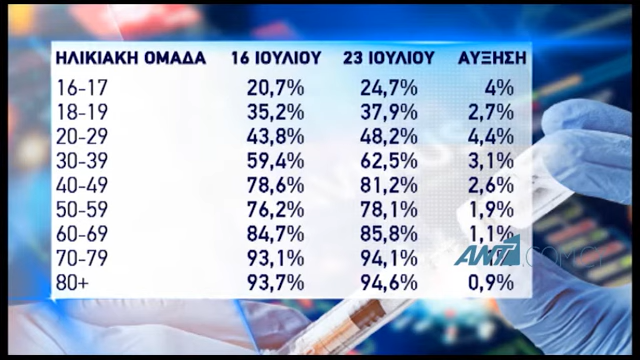 ΗΛΙΚΙΑΚΗ ΟΜΑΔΑ 16 ΙΟΥΛΙΟΥ 23 ΙΟΥΛΙΟΥ ΑΥΞΗΣΗ
16-17 20,7% 24,7% 4%
18-19 35,2% 37,9% 2,7%
20-29 43,8% 48,2% 4,4%
30-39 59,4% 62,5% 3,1%
40-49 78,6% 81,2% 2,6%
50-59 76,2% 78,1% 1,9%
60-69 84,7% 85,8% 1,1%
70-79 93,1% 94,1%
80+ 93,7% 94,6% 0,9%